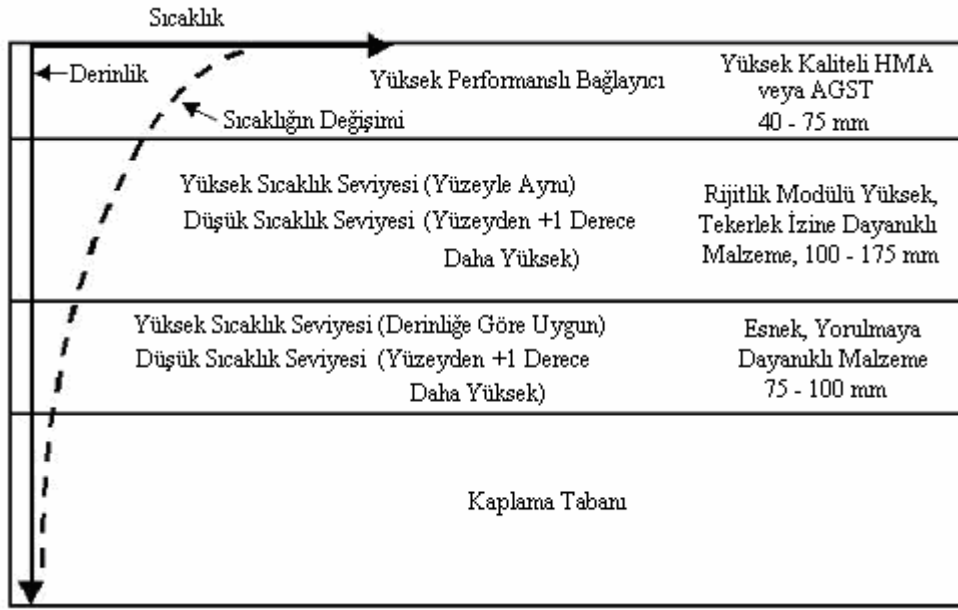 Sıcaklık
Derinlik
Sıcaklığın Değişimi
Yüksek Performanslı Bağlayıcı
Yüksek Kaliteli HMA
veya AGST
40 - 75 mm
Yüksek Sıcaklık Seviyesi (Yüzeyle Aynı)
Düşük Sıcaklık Seviyesi (Yüzeyden +1 Derece
Daha Yüksek)
Rijitlik Modülü Yüksek,
Tekerlek İzine Dayanıklı
Malzeme, 100 - 175 mm
Yüksek Sıcaklık Seviyesi (Derinliğe Göre Uygun)
Düşük Sıcaklık Seviyesi (Yüzeyden +1 Derece
Daha Yüksek)
Esnek, Yorulmaya
Dayanıklı Malzeme
75 - 100 mm
Kaplama Tabanı